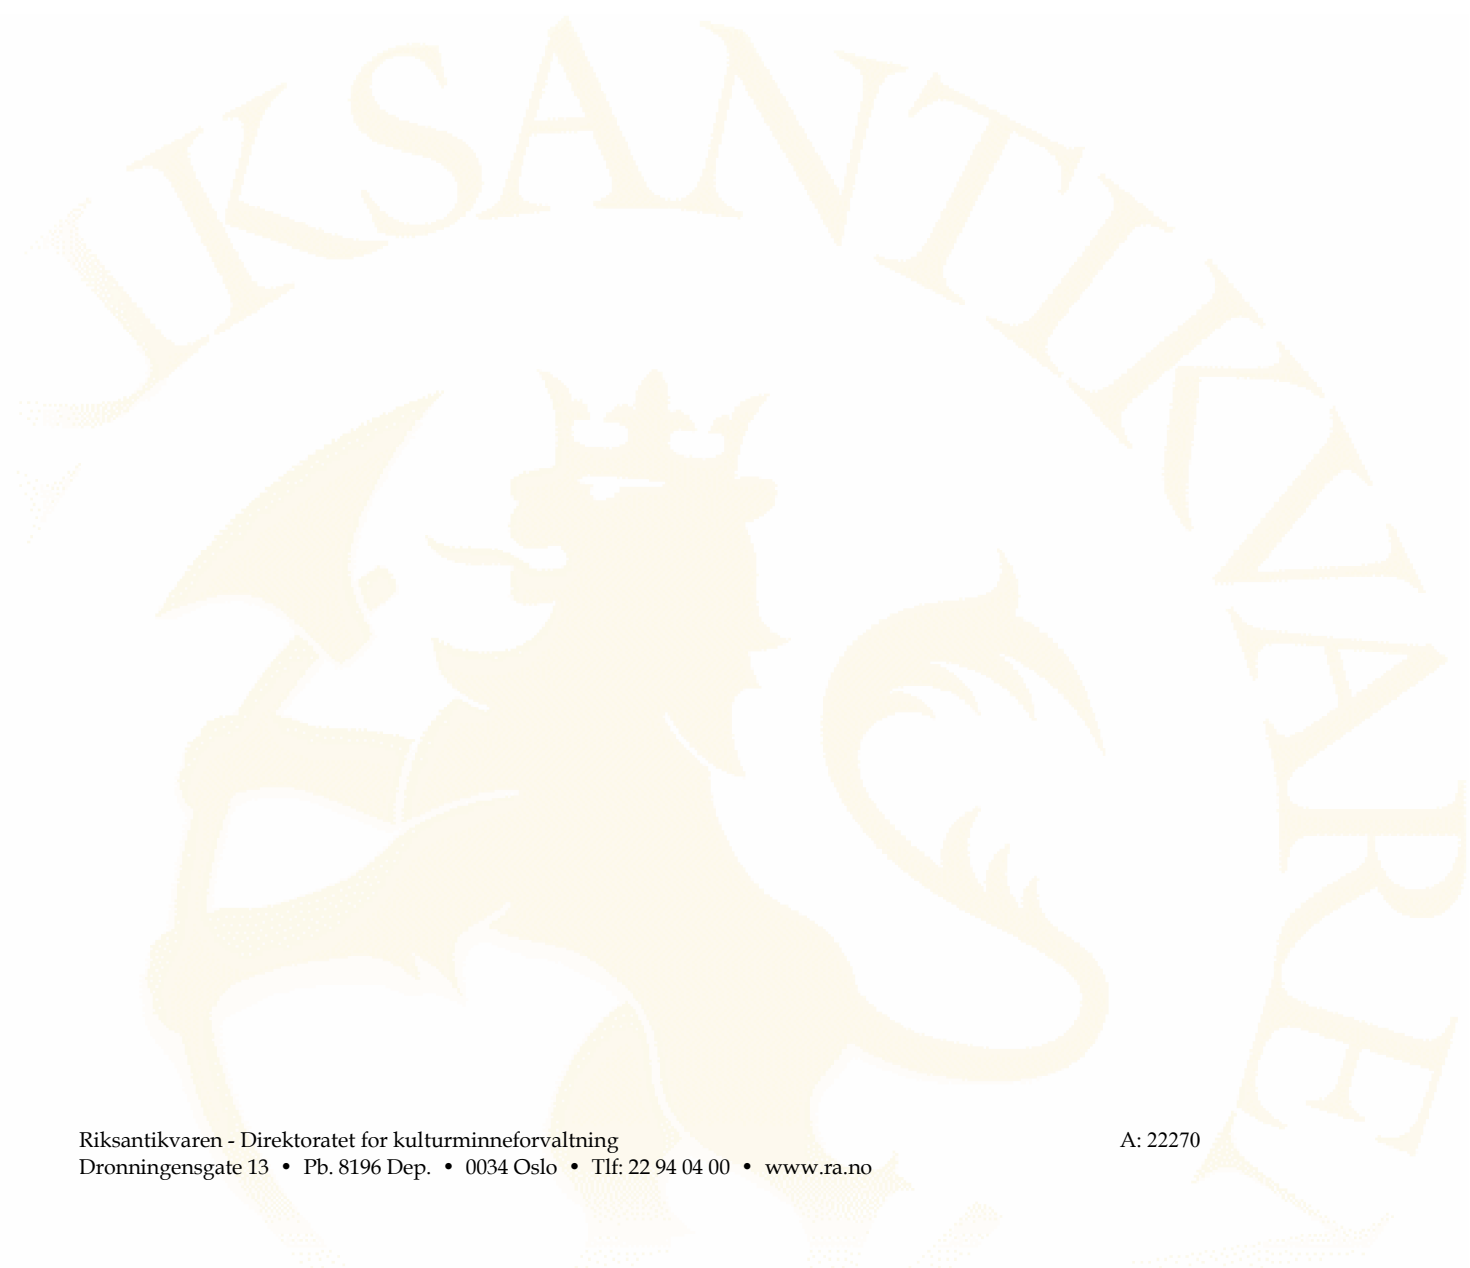 RIKSANTIKVAREN
Riksantikvaren - Direktoratet for kulturminneforvaltning
A: 22270
Dronningensgate 13 • Pb. 8196 Dep. • 0034 Oslo • Tlf: 22 94 04 00 • www.ra.no